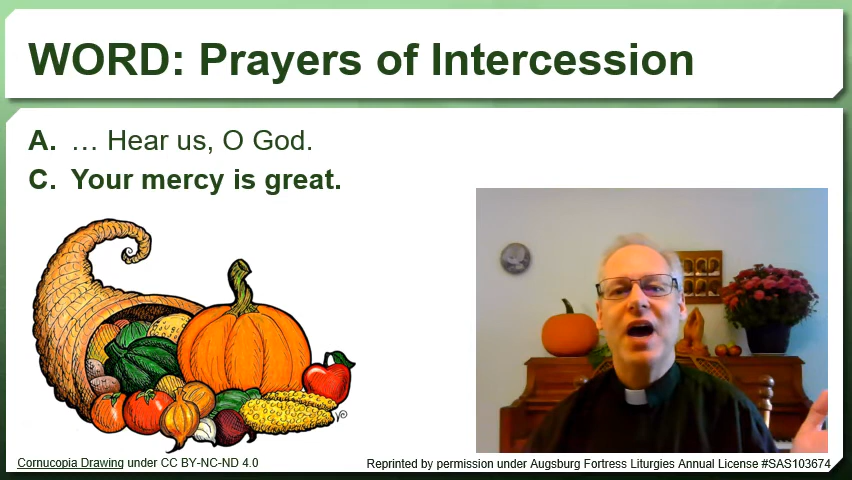 WORD: Prayers of Intercession
A. … Hear us, O God.
C. Your mercy is great.
Cornucopia Drawing under CC BY-NC-ND 4.0
Reprinted by permission under Augsburg Fortress Liturgies Annual License #SAS103674